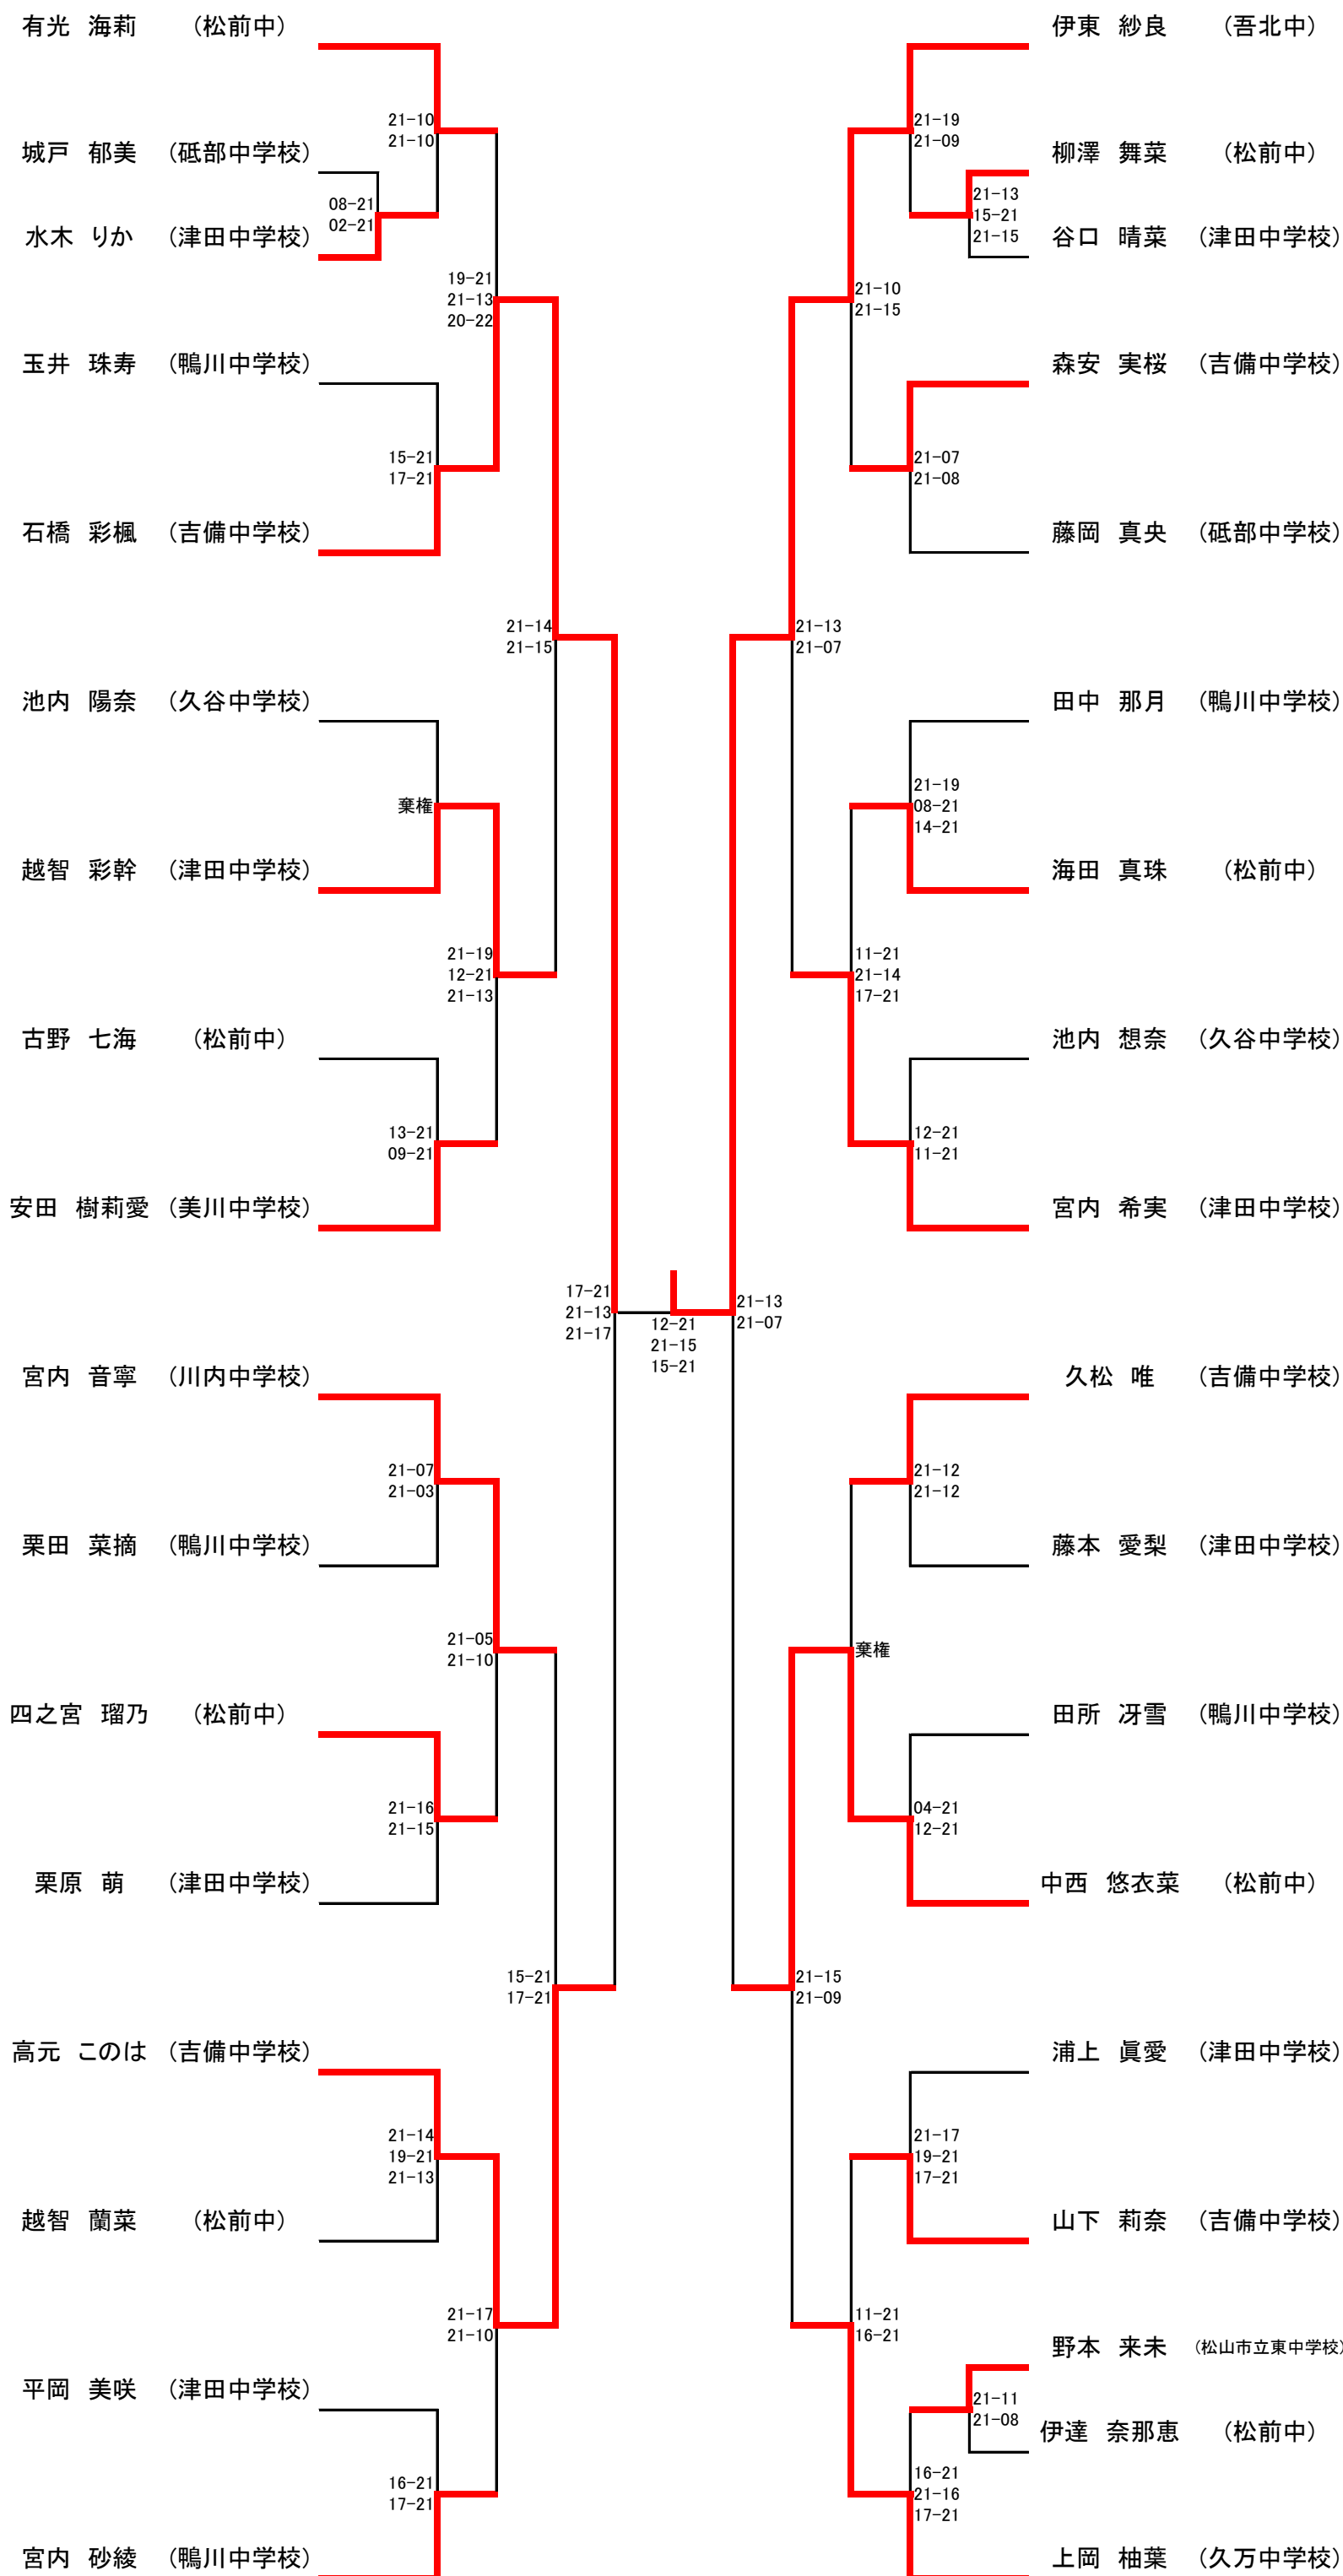 有光 海莉 （松前中）
21-10
21-10
城戸 郁美 （砥部中学校）
08-21
02-21
水木 りか （津田中学校）
19-21
21-13
20-22
玉井 珠寿 （鴨川中学校）
15-21
17-21
石橋 彩楓 （吉備中学校）
21-14
21-15
池内 陽奈 （久谷中学校）
棄権
越智 彩幹 （津田中学校）
21-19
12-21
21-13
古野 七海 （松前中）
13-21
09-21
安田 樹莉愛 （美川中学校）
17-21
21-13
21-17
宮内 音寧 （川内中学校）
21-07
21-03
栗田 菜摘 （鴨川中学校）
21-05
21-10
四之宮 瑠乃 （松前中）
21-16
21-15
栗原 萌 （津田中学校）
15-21
17-21
高元 このは （吉備中学校）
21-14
19-21
21-13
越智 蘭菜 （松前中）
21-17
21-10
平岡 美咲 （津田中学校）
16-21
17-21
宮内 砂綾 （鴨川中学校）
12-21
21-15
15-21
伊東 紗良 （吾北中）
21-19
21-09
柳澤 舞菜 （松前中）
21-13
15-21
21-15
谷口 晴菜 （津田中学校）
21-10
21-15
森安 実桜 （吉備中学校）
21-07
21-08
藤岡 真央 （砥部中学校）
21-13
21-07
田中 那月 （鴨川中学校）
21-19
08-21
14-21
海田 真珠 （松前中）
11-21
21-14
17-21
池内 想奈 （久谷中学校）
12-21
11-21
宮内 希実 （津田中学校）
21-13
21-07
久松 唯 （吉備中学校）
21-12
21-12
藤本 愛梨 （津田中学校）
棄権
田所 冴雪 （鴨川中学校）
04-21
12-21
中西 悠衣菜 （松前中）
21-15
21-09
浦上 眞愛 （津田中学校）
21-17
19-21
17-21
山下 莉奈 （吉備中学校）
11-21
16-21
野本 来未 （松山市立東中学校）
21-11
21-08
伊達 奈那恵 （松前中）
16-21
21-16
17-21
上岡 柚葉 （久万中学校）